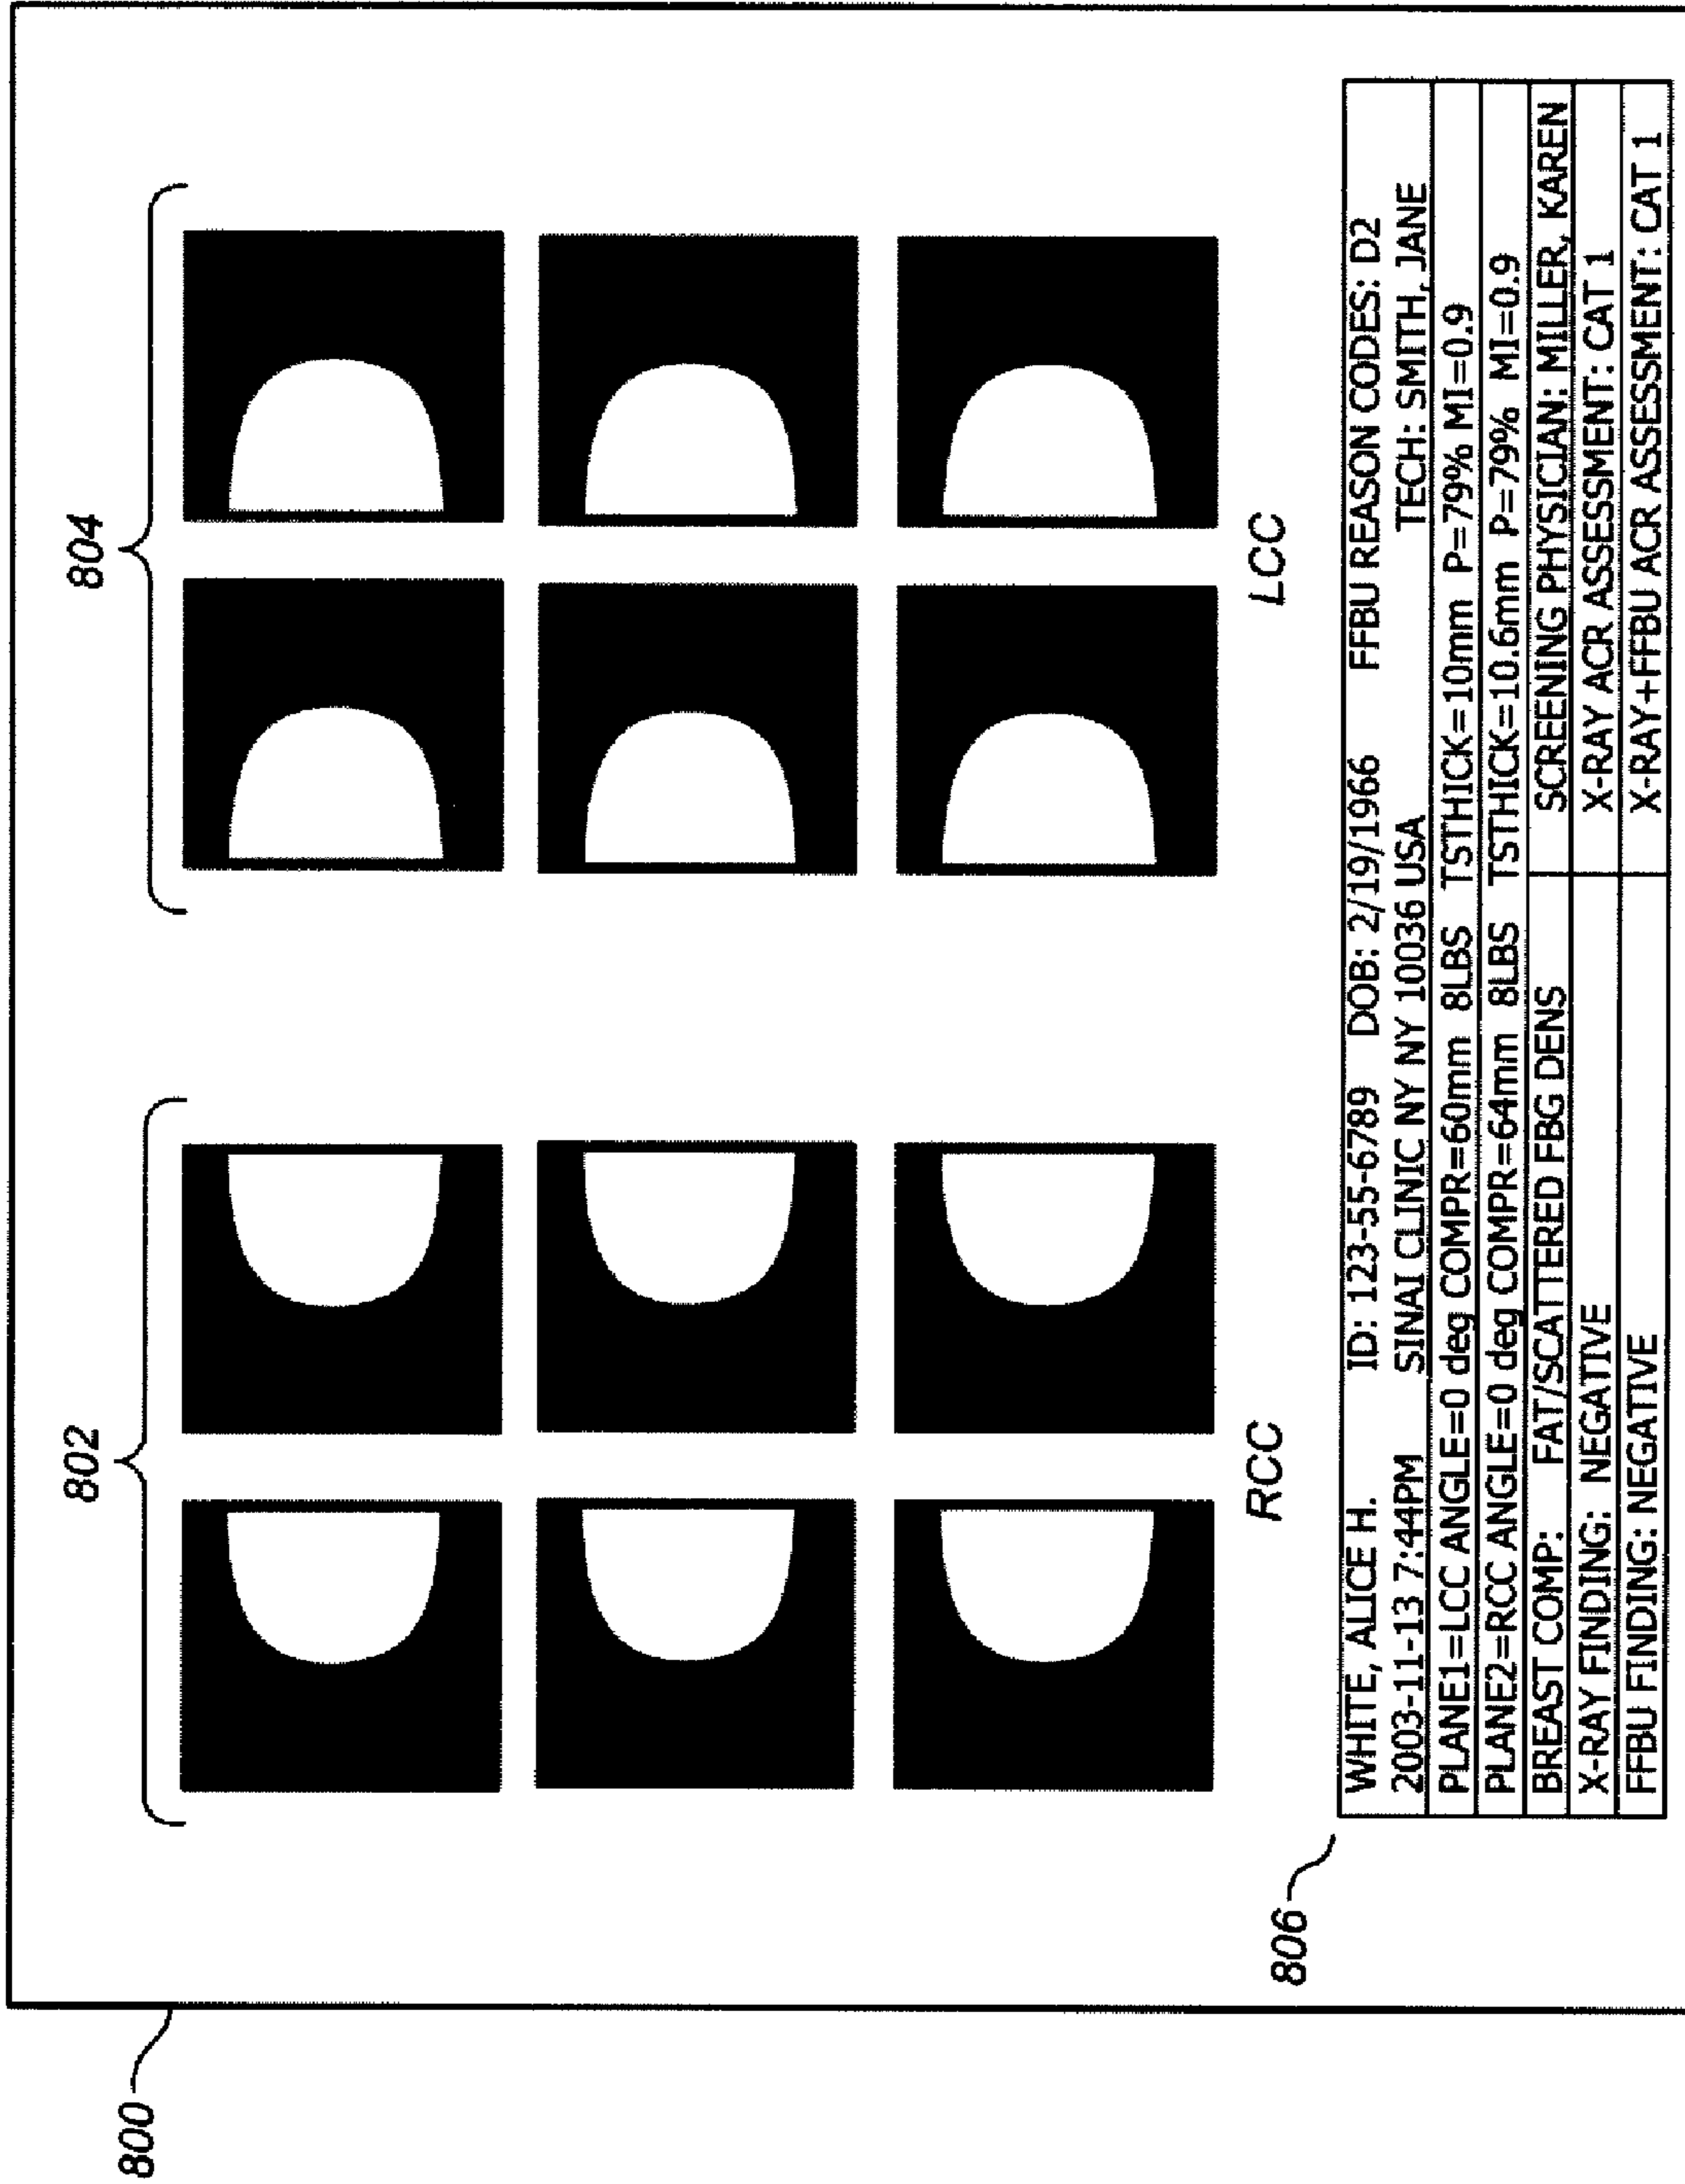 800
802
804
RCC
LCC
806
WHITE, ALICE H. ID: 123-55-6789 DOB: 2/19/1966 FFBU REASON CODES: D2
2003-11-13 7:44PM SINAI CLINIC NY NY 10036 USA TECH: SMITH, JANE
PLANE1=LCC ANGLE=0 deg COMPR=60mm 8LBS TSTHICK=10mm P=79% MI=0.9
PLANE2=RCC ANGLE=0 deg COMPR=64mm 8LBS TSTHICK=10.6mm P=79% MI=0.9
BREAST COMP: FAT/SCATTERED FBG DENS SCREENING PHYSICIAN: MILLER, KAREN
X-RAY FINDING: NEGATIVE X-RAY ACR ASSESSMENT: CAT 1
FFBU FINDING: NEGATIVE X-RAY+FFBU ACR ASSESSMENT: CAT 1